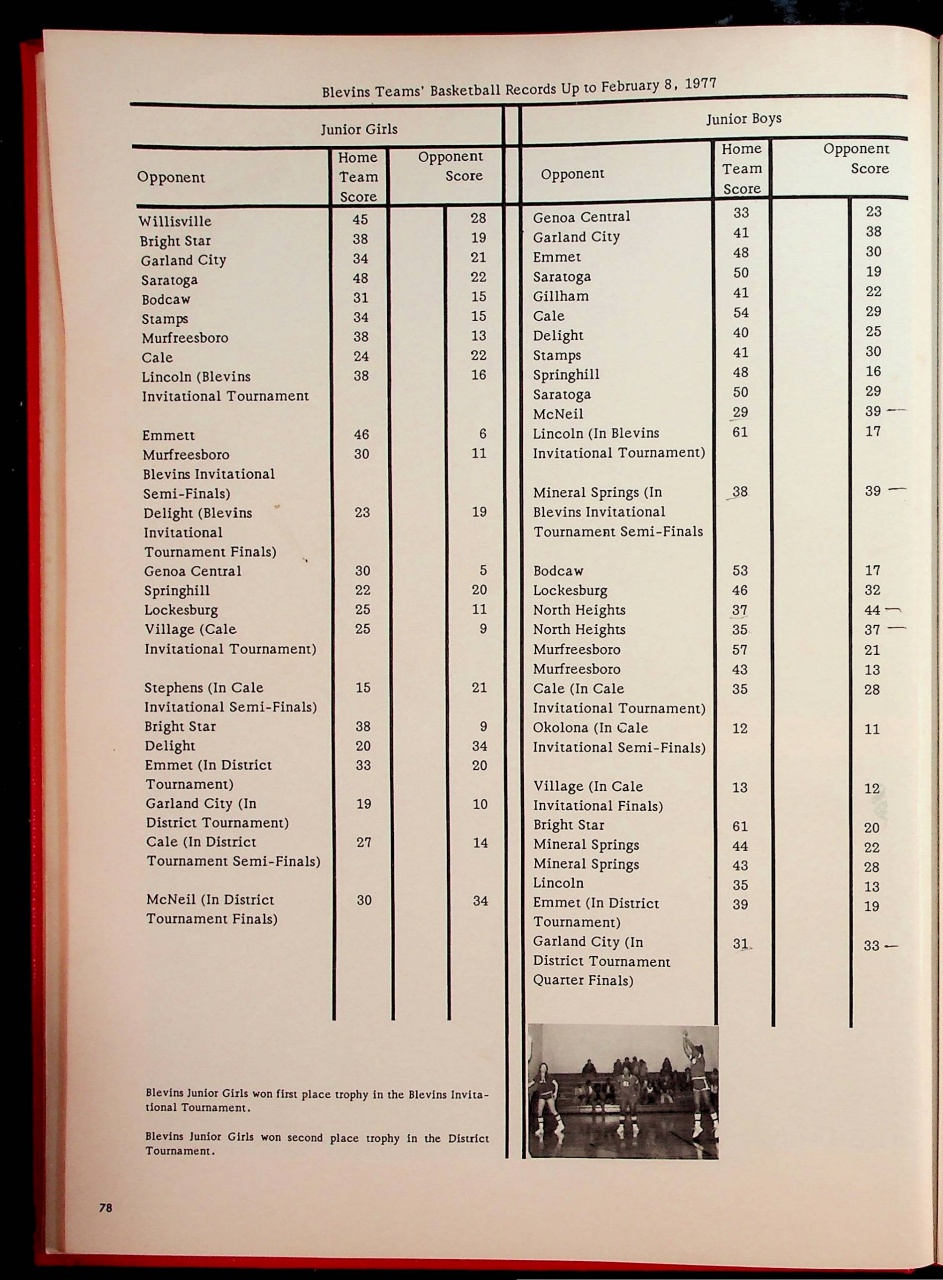 Blevins Teams' Basketball Records Up to February 8, 1977
Junior Girls
Opponent Home Team Score Opponent Score
Willisville 45 28
Bright Star 38 19
Garland City 34 21
Saratoga 48 22
Bodcaw 31 15
Stamps 34 15
Murfreesboro 38 13
Cale 24 22
Lincoln (Blevins 38 16
Invitational Tournament
Emmett 46 6
Murfreesboro 30 11
Blevins Invitational
Semi-Finals)
Delight (Blevins 23 19
Invitational
Tournament Finals)
Genoa Central 30 5
Springhill 22 20
Lockesburg 25 11
Village (Cale 25 9
Invitational Tournament)
Stephens (In Cale 15 21
Invitational Semi-Finals)
Bright Star 38 9
Delight 20 34
Emmet (In District 33 20
Tournament)
Garland City (In 19 10
District Tournament)
Cale (In District 27 14
Tournament Semi-Finals)
McNeil (In District 30 34
Tournament Finals)
Blevins Junior Girls won first place trophy in the Blevins Invita-
tional Tournament.
Blevins Junior Girls won second place trophy in the District
Tournament.
Junior Boys
Opponent Home Team Score Opponent Score
Genoa Central 33 23
Garland City 41 38
Emmet 48 30
Saratoga 50 19
Gillham 41 22
Cale 54 29
Delight 40 25
Stamps 41 30
Springhill 48 16
Saratoga 50 29
McNeil 29 39
Lincoln (In Blevins 61 17
Invitational Tournament)
Mineral Springs (In 38 39
Blevins Invitational
Tournament Semi-Finals
Bodcaw 53 17
Lockesburg 46 32
North Heights 37 44
North Heights 35 37
Murfreesboro 57 21
Murfreesboro 43 13
Cale (In Cale 35 28
Invitational Tournament)
Okolona (In Cale 12 11
Invitational Semi-Finals)
Village (In Cale 13 12
Invitational Finals)
Bright Star 61 20
Mineral Springs 44 22
Mineral Springs 43 28
Lincoln 35 13
Emmet (In District 39 19
Tournament)
Garland City (In 31 33
District Tournament
Quarter Finals)
78